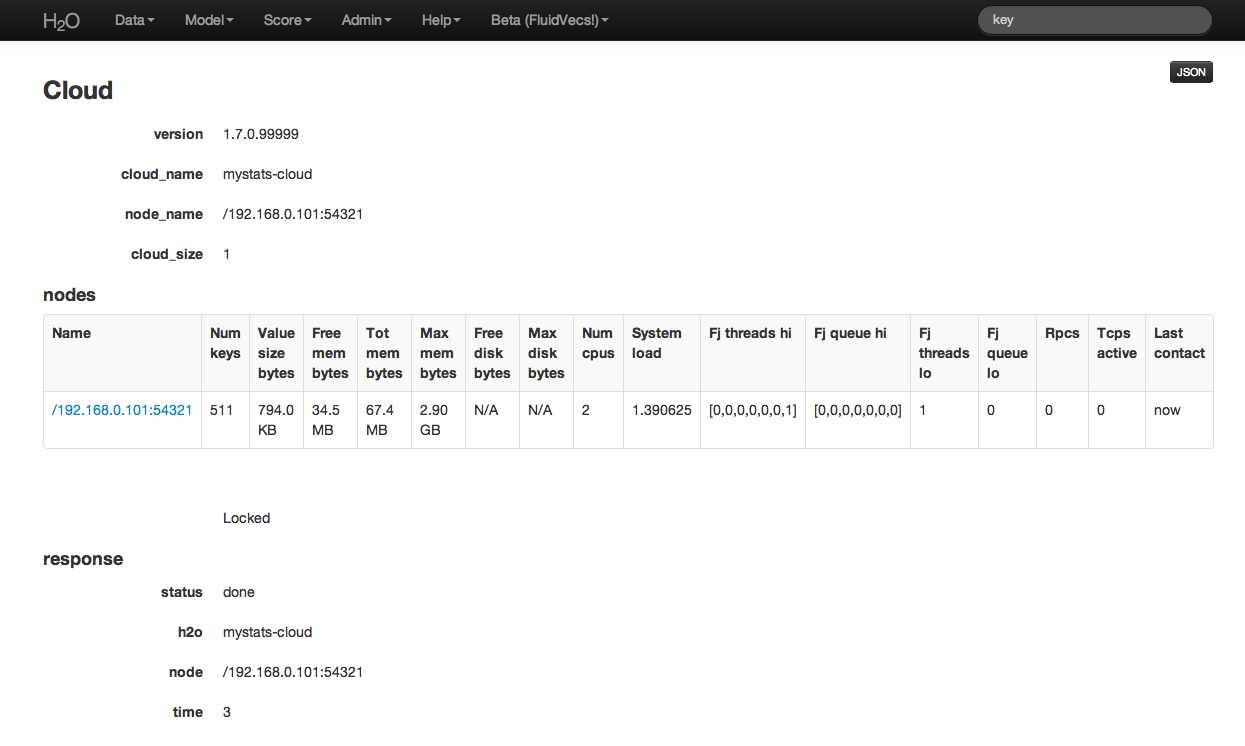 H2O Data Model Score Admin Help Beta (FluidVecs!) key
JSON
Cloud
version 1.7.0.99999
cloud_name mystats-cloud
node_name /192.168.0.101:54321
cloud_size 1
nodes
Name Num keys Value size bytes Free mem bytes Tot mem bytes Max mem bytes Free disk bytes Max disk bytes Num cpus System load Fj threads hi Fj queue hi Fj threads lo Fj queue lo Rpcs Tcps active Last contact
/192.168.0.101:54321 511 794.0 KB 34.5 MB 67.4 MB 2.90 GB N/A N/A 2 1.390625 [0,0,0,0,0,0,1] [0,0,0,0,0,0,0] 1 0 0 0 now
Locked
response
status done
h2o mystats-cloud
node /192.168.0.101:54321
time 3